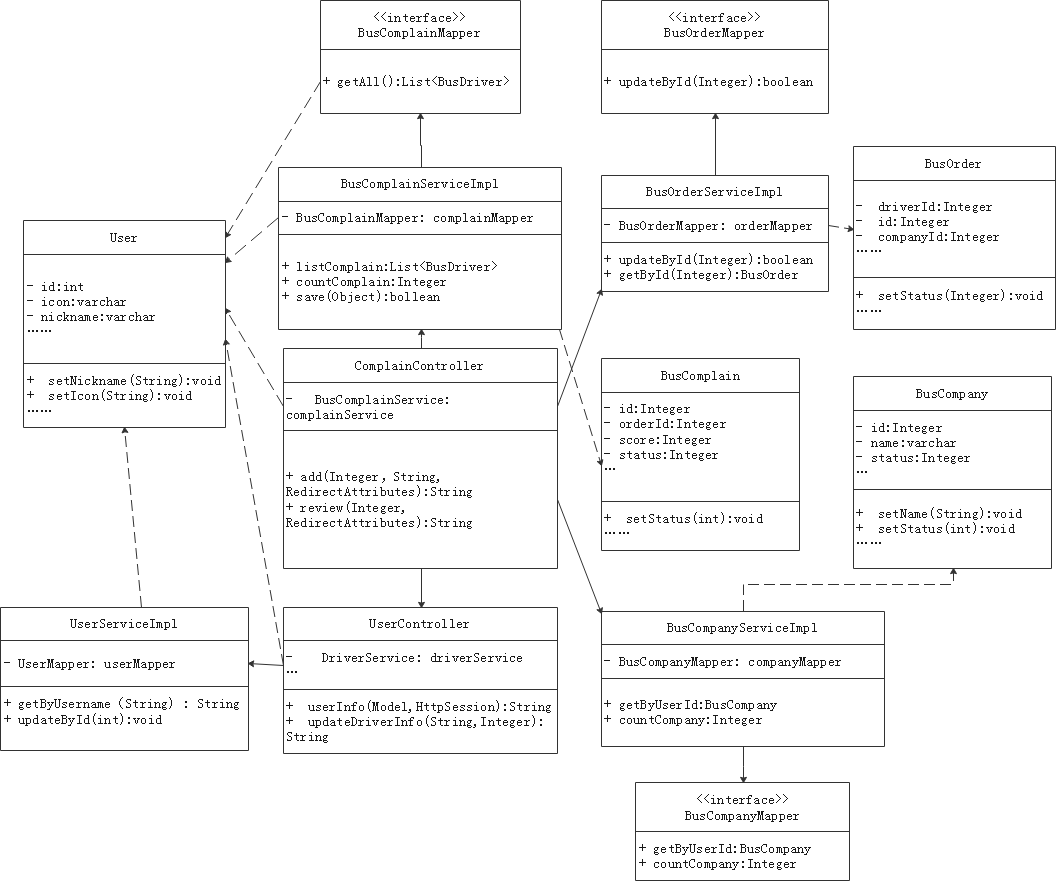 <<interface>>
BusComplainMapper
+ getAll():List<BusDriver>
<<interface>>
BusOrderMapper
+ updateById(Integer):boolean
BusComplainServiceImpl
- BusComplainMapper: complainMapper
+ listComplain:List<BusDriver>
+ countComplain:Integer
+ save(Object):bollean
BusOrderServiceImpl
- BusOrderMapper: orderMapper
+ updateById(Integer):boolean
+ getById(Integer):BusOrder
BusOrder
- driverId:Integer
- id:Integer
- companyId:Integer
……
+ setStatus(Integer):void
……
User
- id:int
- icon:varchar
- nickname:varchar
……
+ setNickname(String):void
+ setIcon(String):void
……
ComplainController
- BusComplainService:
complainService
+ add(Integer, String,
RedirectAttributes):String
+ review(Integer,
RedirectAttributes):String
BusComplain
- id:Integer
- orderId:Integer
- score:Integer
- status:Integer
…
+ setStatus(int):void
……
BusCompany
- id:Integer
- name:varchar
- status:Integer
…
+ setName(String):void
+ setStatus(int):void
……
UserServiceImpl
- UserMapper: userMapper
+ getByUsername (String) : String
+ updateById(int):void
UserController
- DriverService: driverService
…
+ userInfo(Model,HttpSession):String
+ updateDriverInfo(String,Integer):
String
BusCompanyServiceImpl
- BusCompanyMapper: companyMapper
+ getByUserId:BusCompany
+ countCompany:Integer
<<interface>>
BusCompanyMapper
+ getByUserId:BusCompany
+ countCompany:Integer